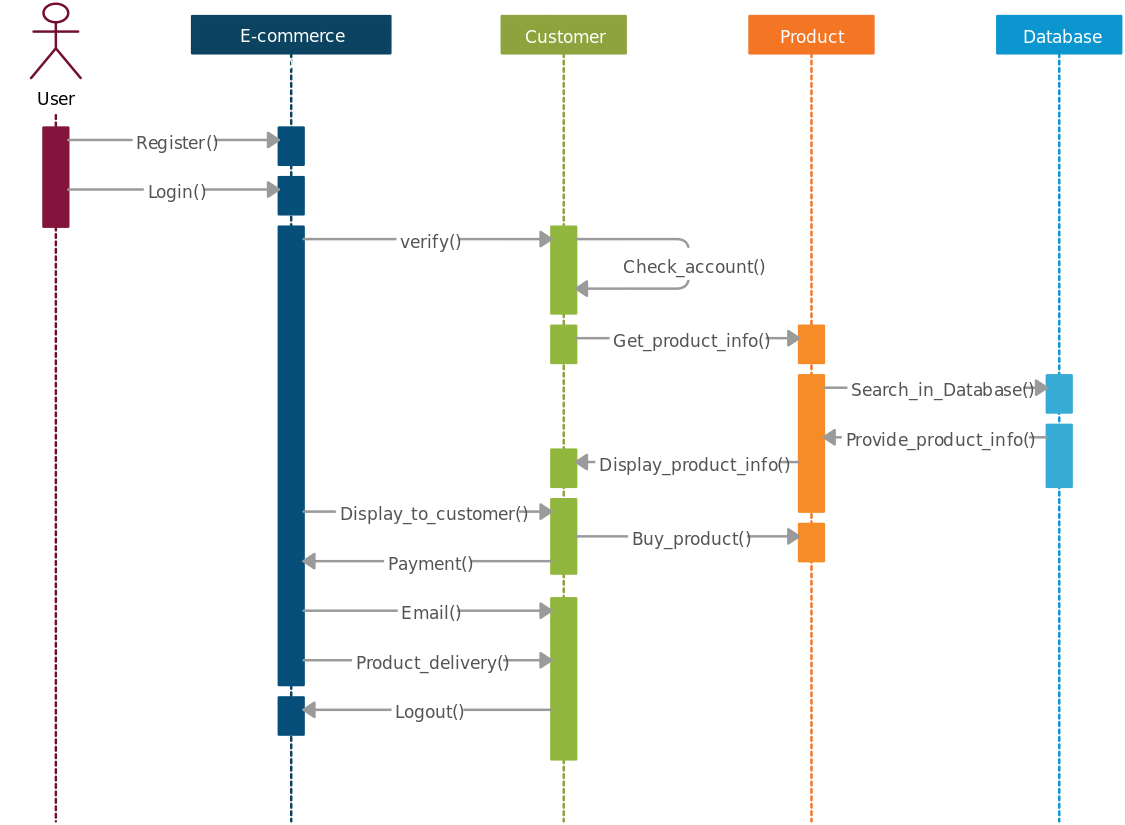 E-commerce
Customer
Product
Database
User
Register()
Login()
verify()
Check_account()
Get_product_info()
Search_in_Database()
Provide_product_info()
Display_product_info()
Display_to_customer()
Buy_product()
Payment()
Email()
Product_delivery()
Logout()